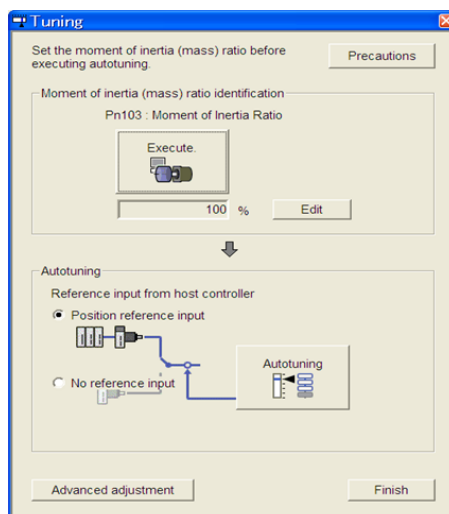 Tuning
Set the moment of inertia (mass) ratio before
executing autotuning.
Precautions
Moment of inertia (mass) ratio identification
Pn103 : Moment of Inertia Ratio
Execute.
100 %
Edit
Autotuning
Reference input from host controller
Position reference input
No reference input
Autotuning
Advanced adjustment
Finish